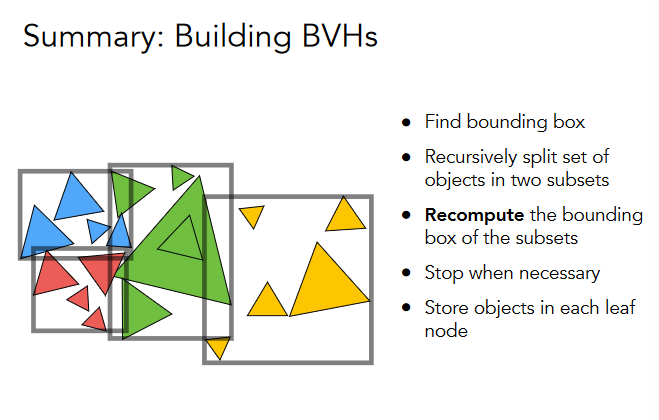 Summary: Building BVHs
● Find bounding box
● Recursively split set of
objects in two subsets
● Recompute the bounding
box of the subsets
● Stop when necessary
● Store objects in each leaf
node